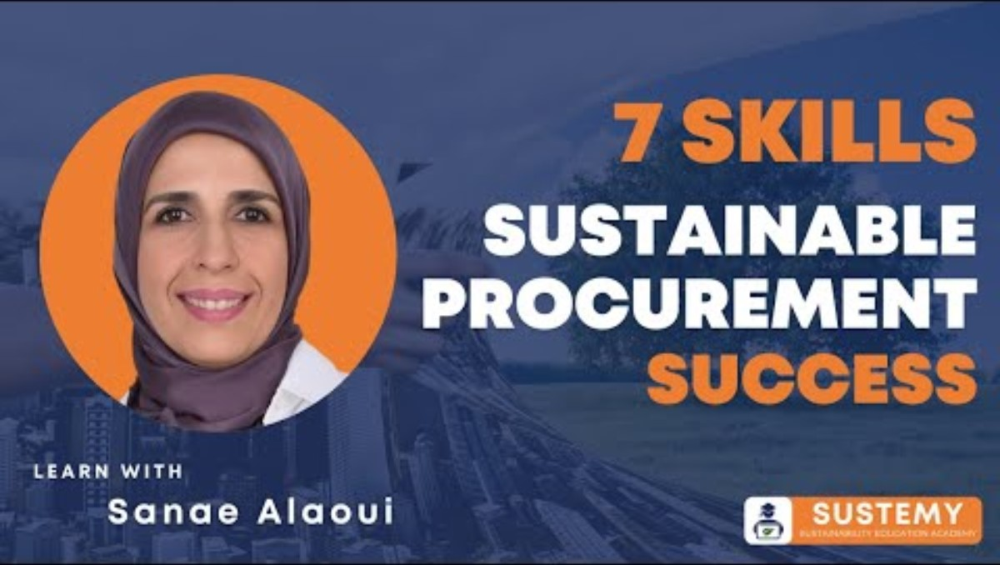 7 SKILLS
SUSTAINABLE
PROCUREMENT
SUCCESS
LEARN WITH
Sanae Alaoui
SUSTEMY
SUSTAINABILITY EDUCATION ACADEMY